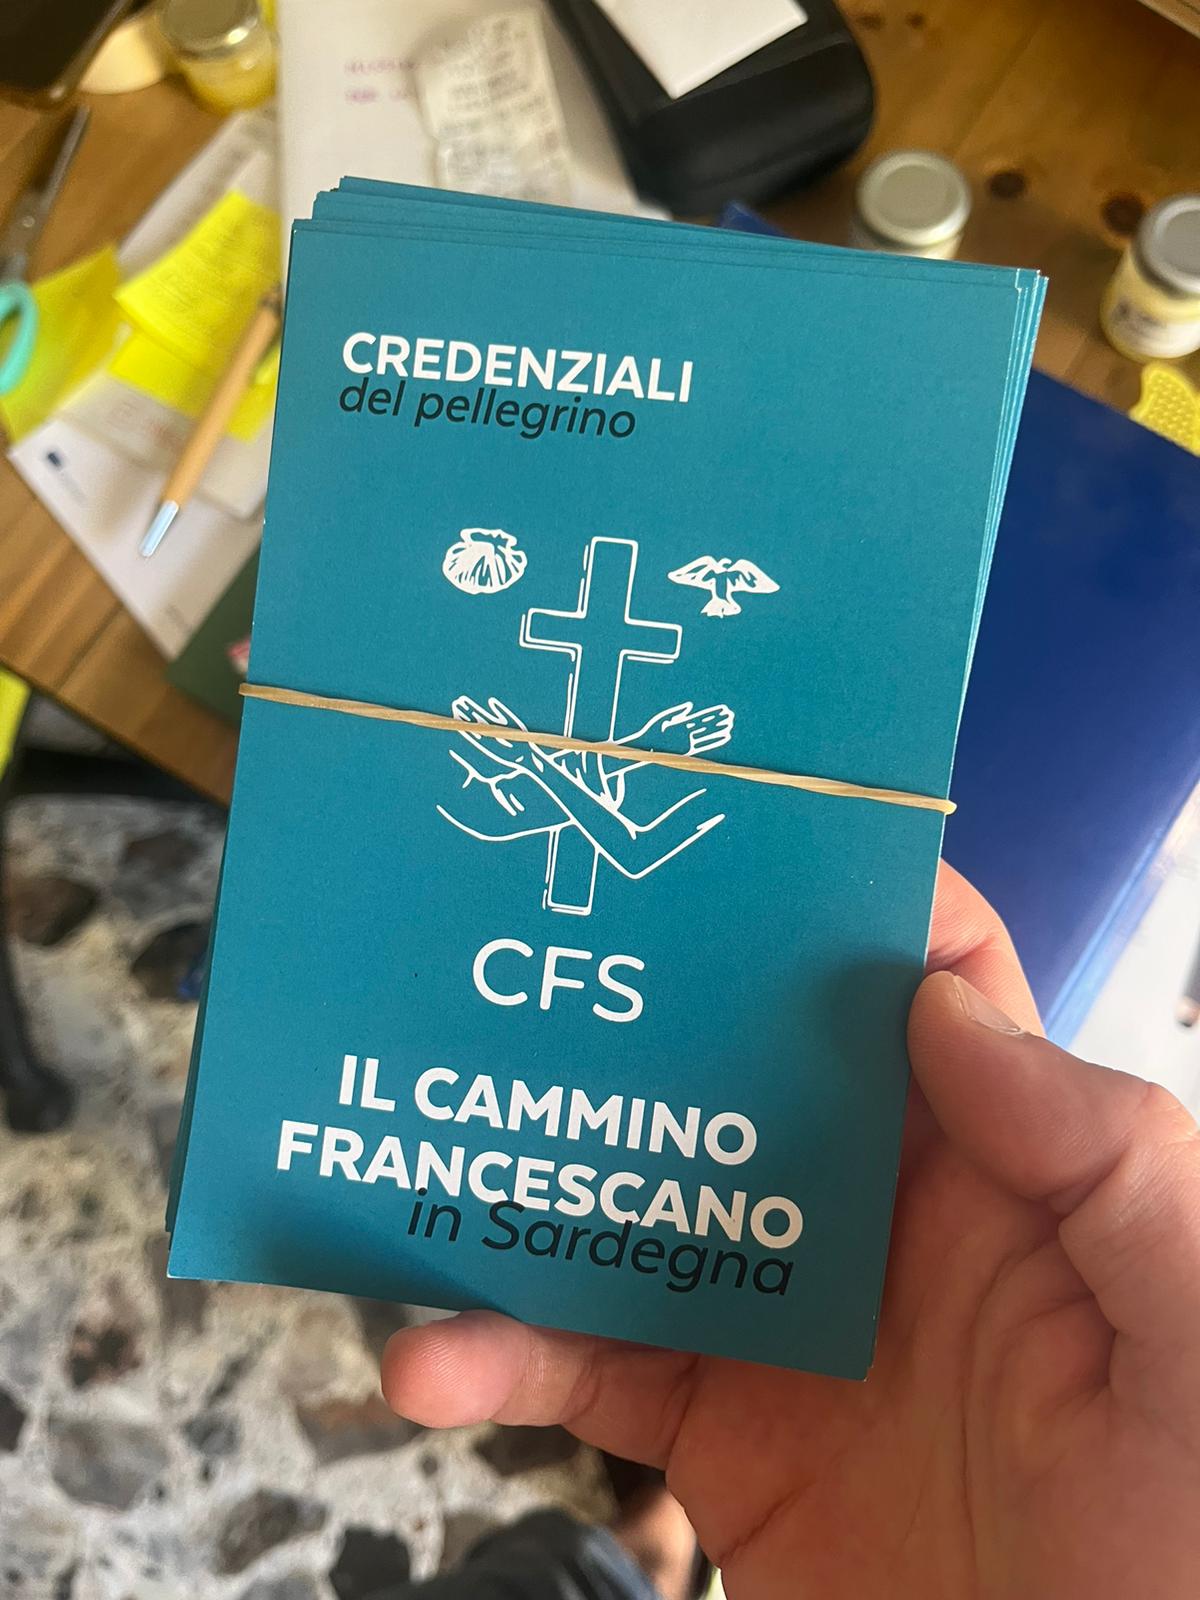 CREDENZIALI
del pellegrino
CFS
IL CAMMINO
FRANCESCANO
in Sardegna